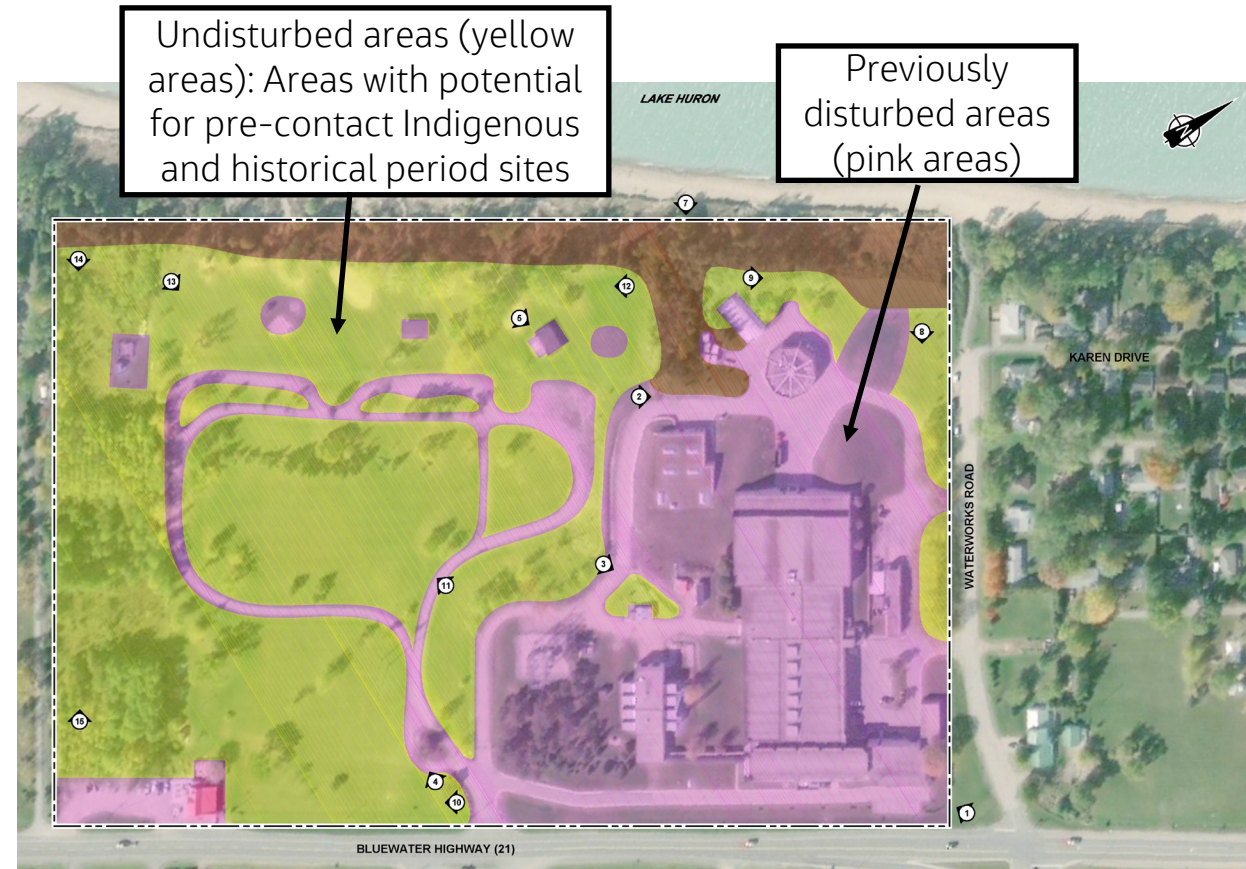 Undisturbed areas (yellow
areas): Areas with potential
for pre-contact Indigenous
and historical period sites
Previously
disturbed areas
(pink areas)
LAKE HURON
N
7
14
13
12
9
5
8
KAREN DRIVE
2
WATERWORKS ROAD
3
11
15
4
10
1
BLUEWATER HIGHWAY (21)